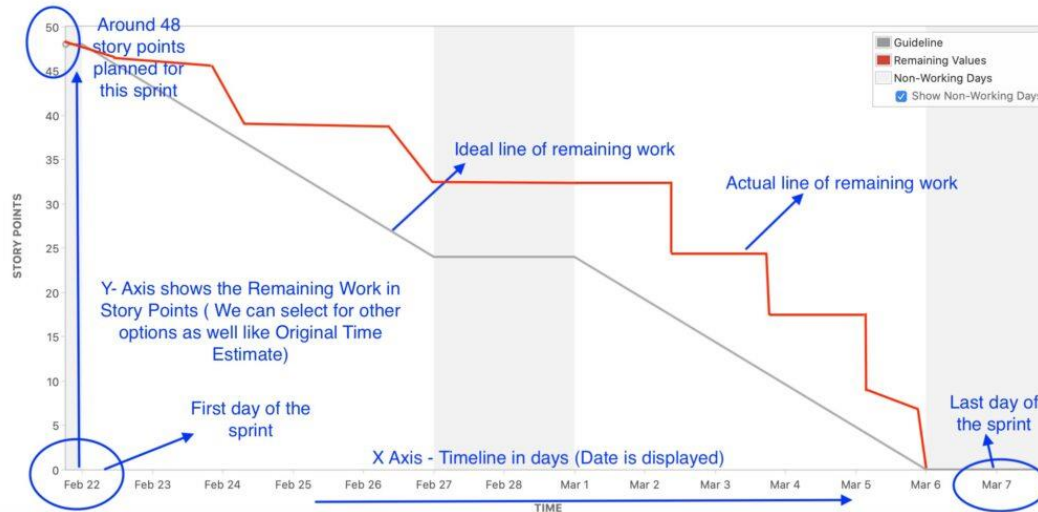 50
45
40
35
30
25
20
15
10
5
0
STORY POINTS
Around 48
story points
planned for
this sprint
Guideline
Remaining Values
Non-Working Days
Show Non-Working Days
Ideal line of remaining work
Actual line of remaining work
Y- Axis shows the Remaining Work in
Story Points ( We can select for other
options as well like Original Time
Estimate)
First day of the
sprint
Last day of
the sprint
X Axis - Timeline in days (Date is displayed)
Feb 22 Feb 23 Feb 24 Feb 25 Feb 26 Feb 27 Feb 28 Mar 1 Mar 2 Mar 3 Mar 4 Mar 5 Mar 6 Mar 7
TIME